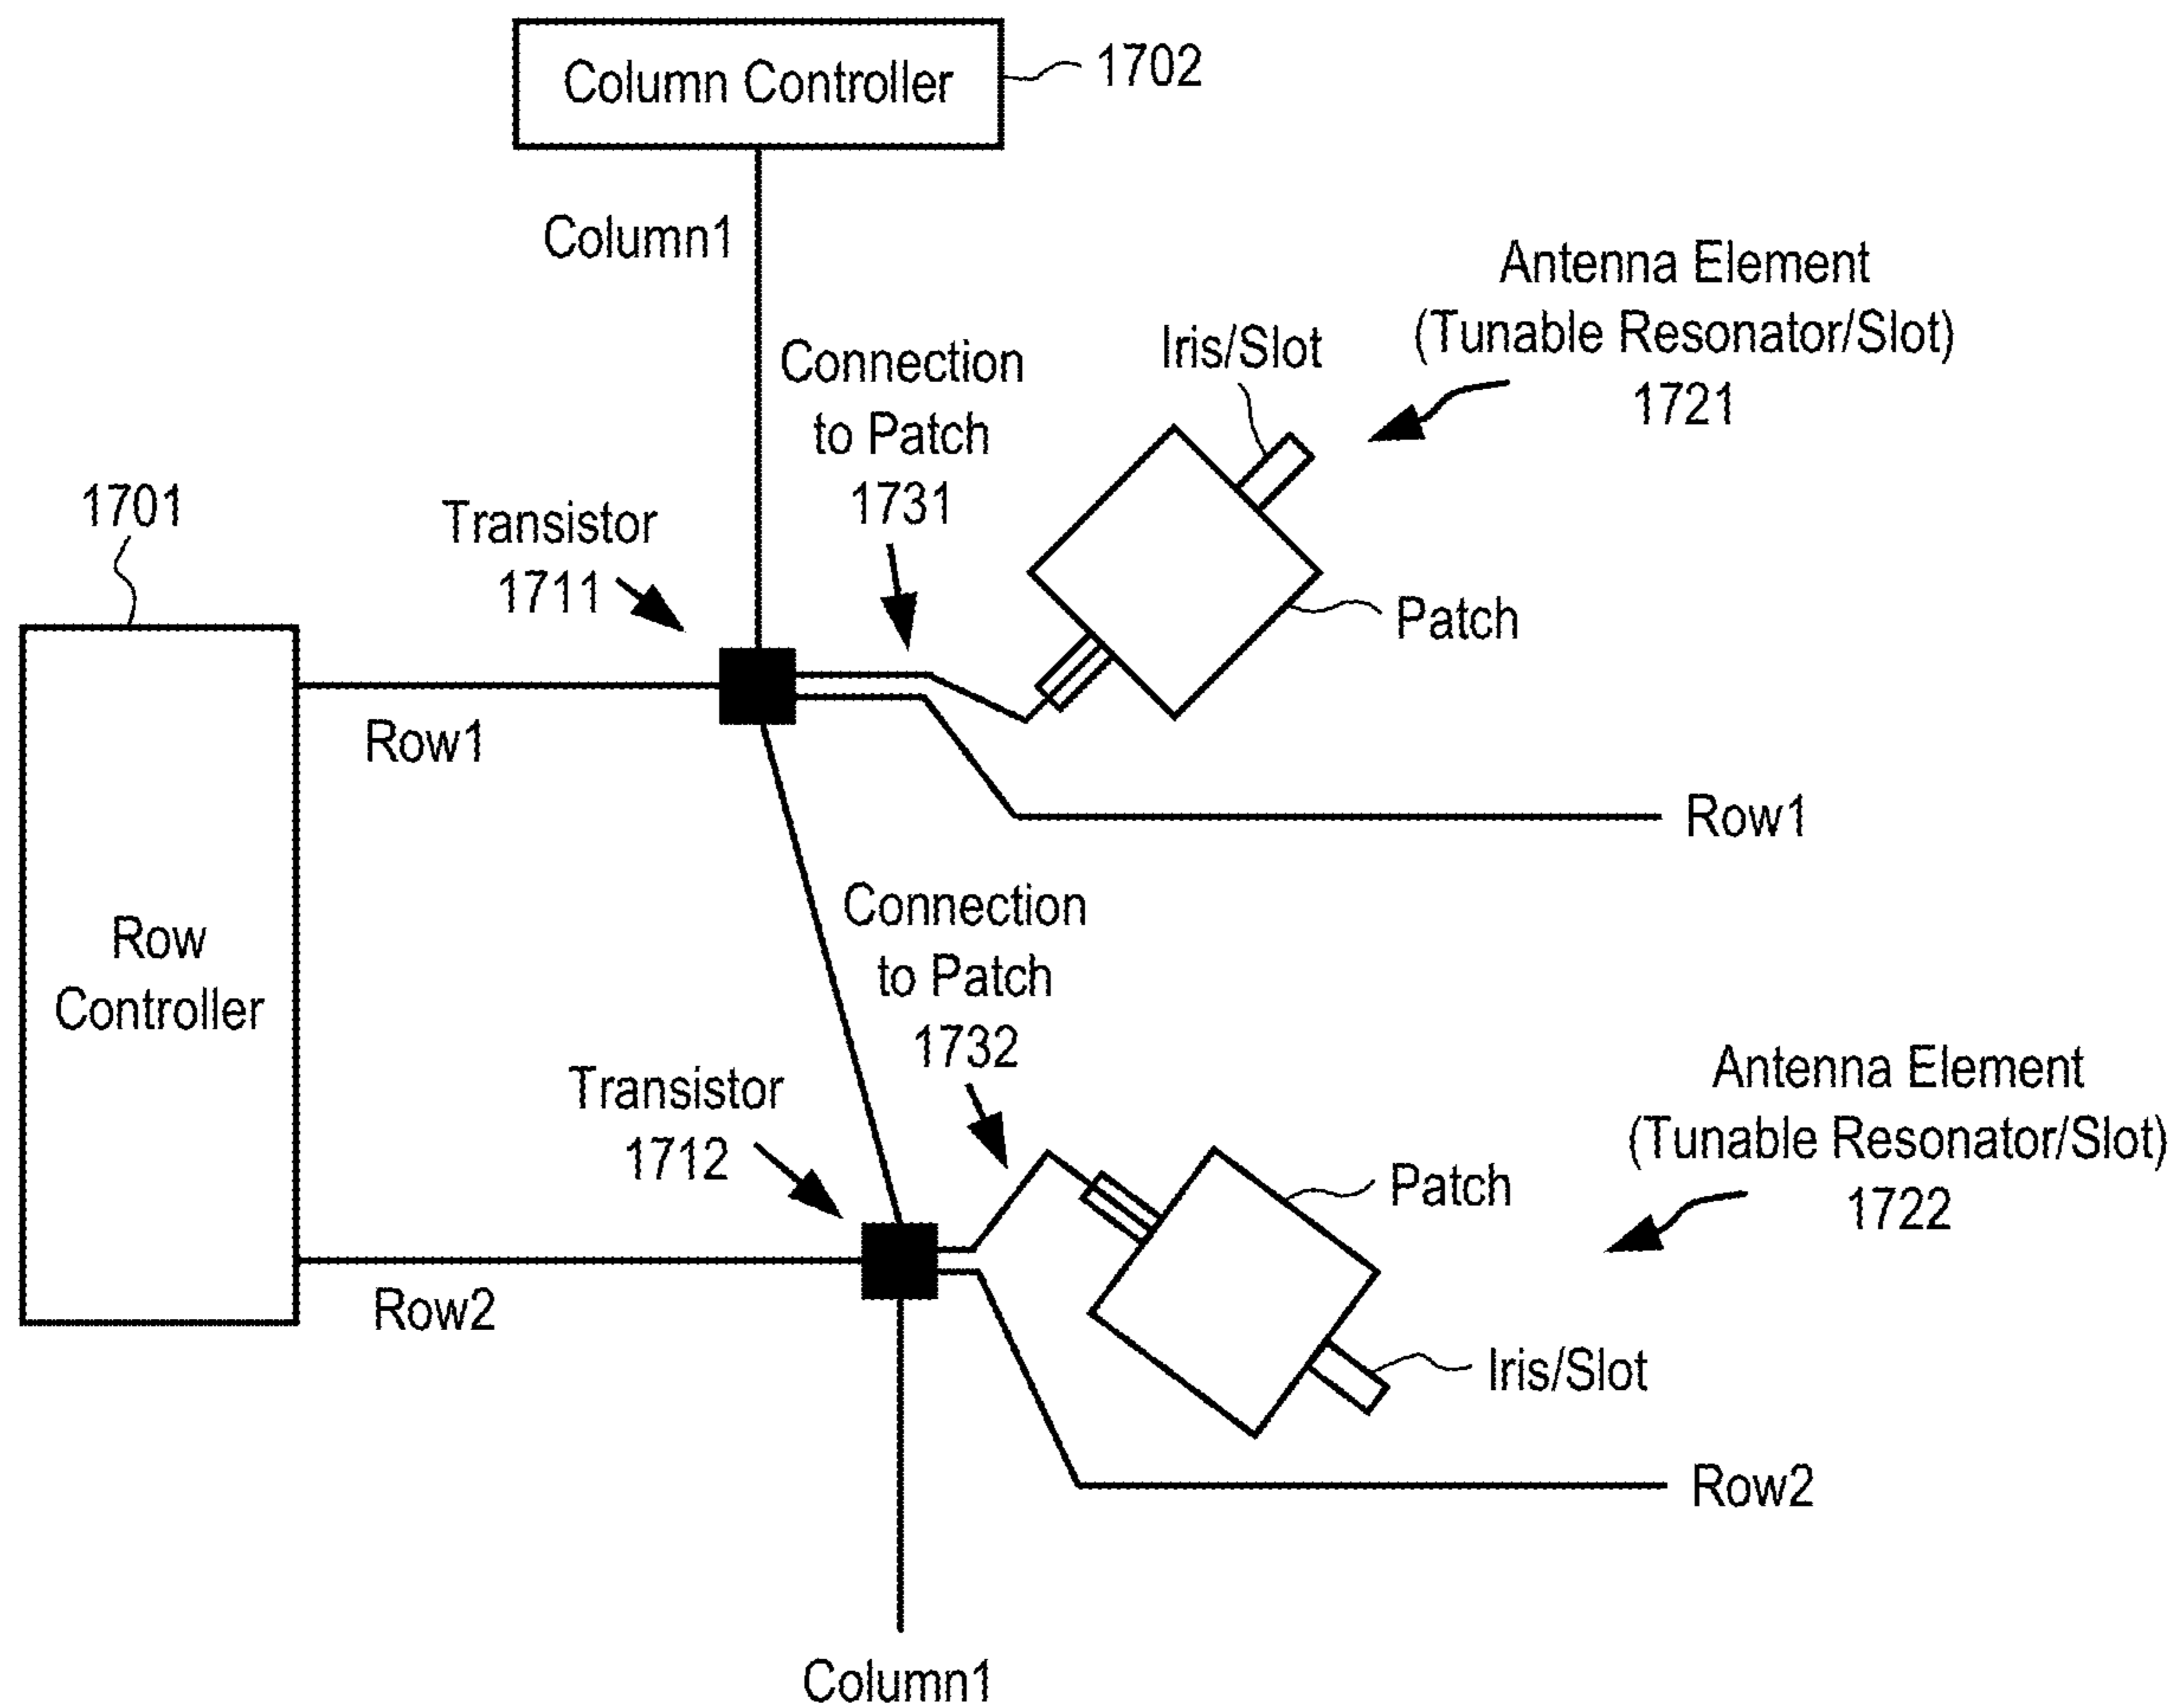 Column Controller
1702
Column1
Antenna Element
(Tunable Resonator/Slot)
1721
Iris/Slot
Connection
to Patch
1731
1701
Transistor
1711
Patch
Row1
Row1
Row
Controller
Connection
to Patch
1732
Transistor
1712
Antenna Element
(Tunable Resonator/Slot)
1722
Patch
Row2
Iris/Slot
Row2
Column1